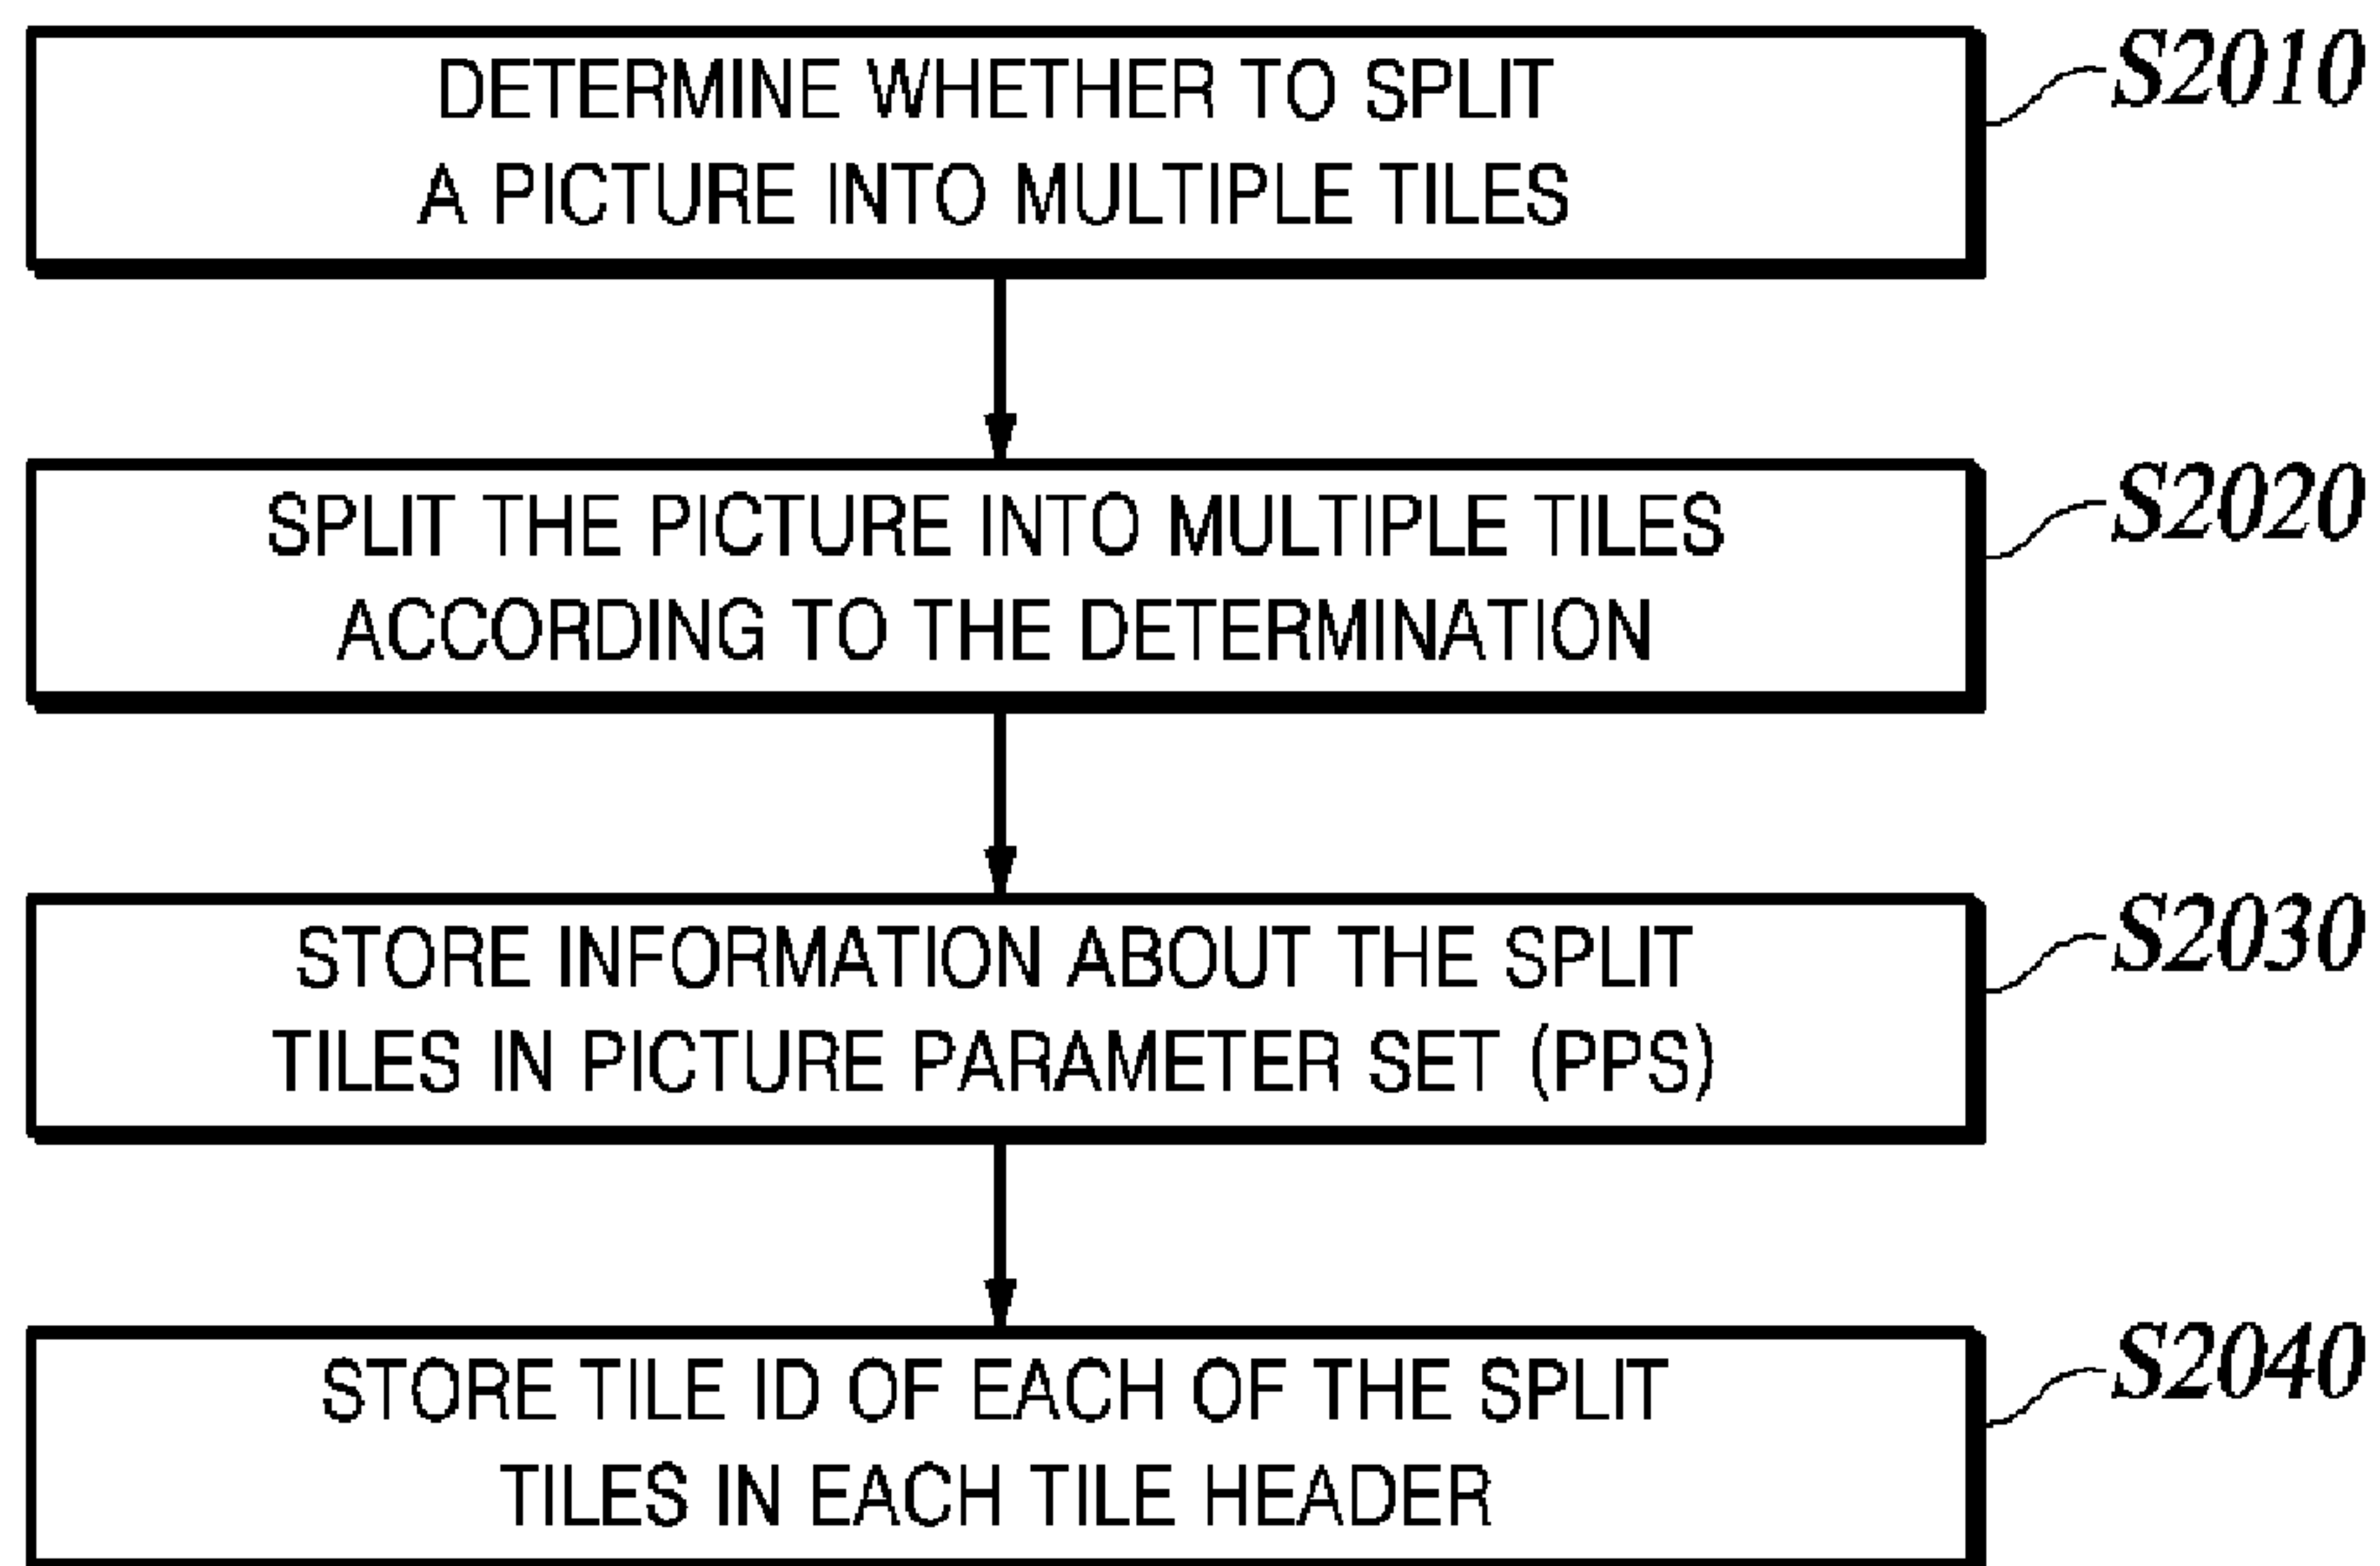 DETERMINE WHETHER TO SPLIT
A PICTURE INTO MULTIPLE TILES
S2010
SPLIT THE PICTURE INTO MULTIPLE TILES
ACCORDING TO THE DETERMINATION
S2020
STORE INFORMATION ABOUT THE SPLIT
TILES IN PICTURE PARAMETER SET (PPS)
S2030
STORE TILE ID OF EACH OF THE SPLIT
TILES IN EACH TILE HEADER
S2040